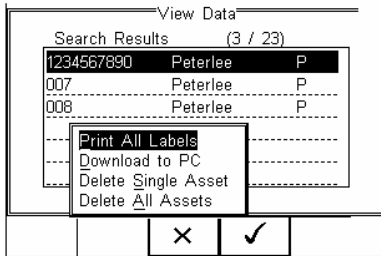 View Data
Search Results (3 / 23)
1234567890 Peterlee P
007 Peterlee P
008 Peterlee P
Print All Labels
Download to PC
Delete Single Asset
Delete All Assets